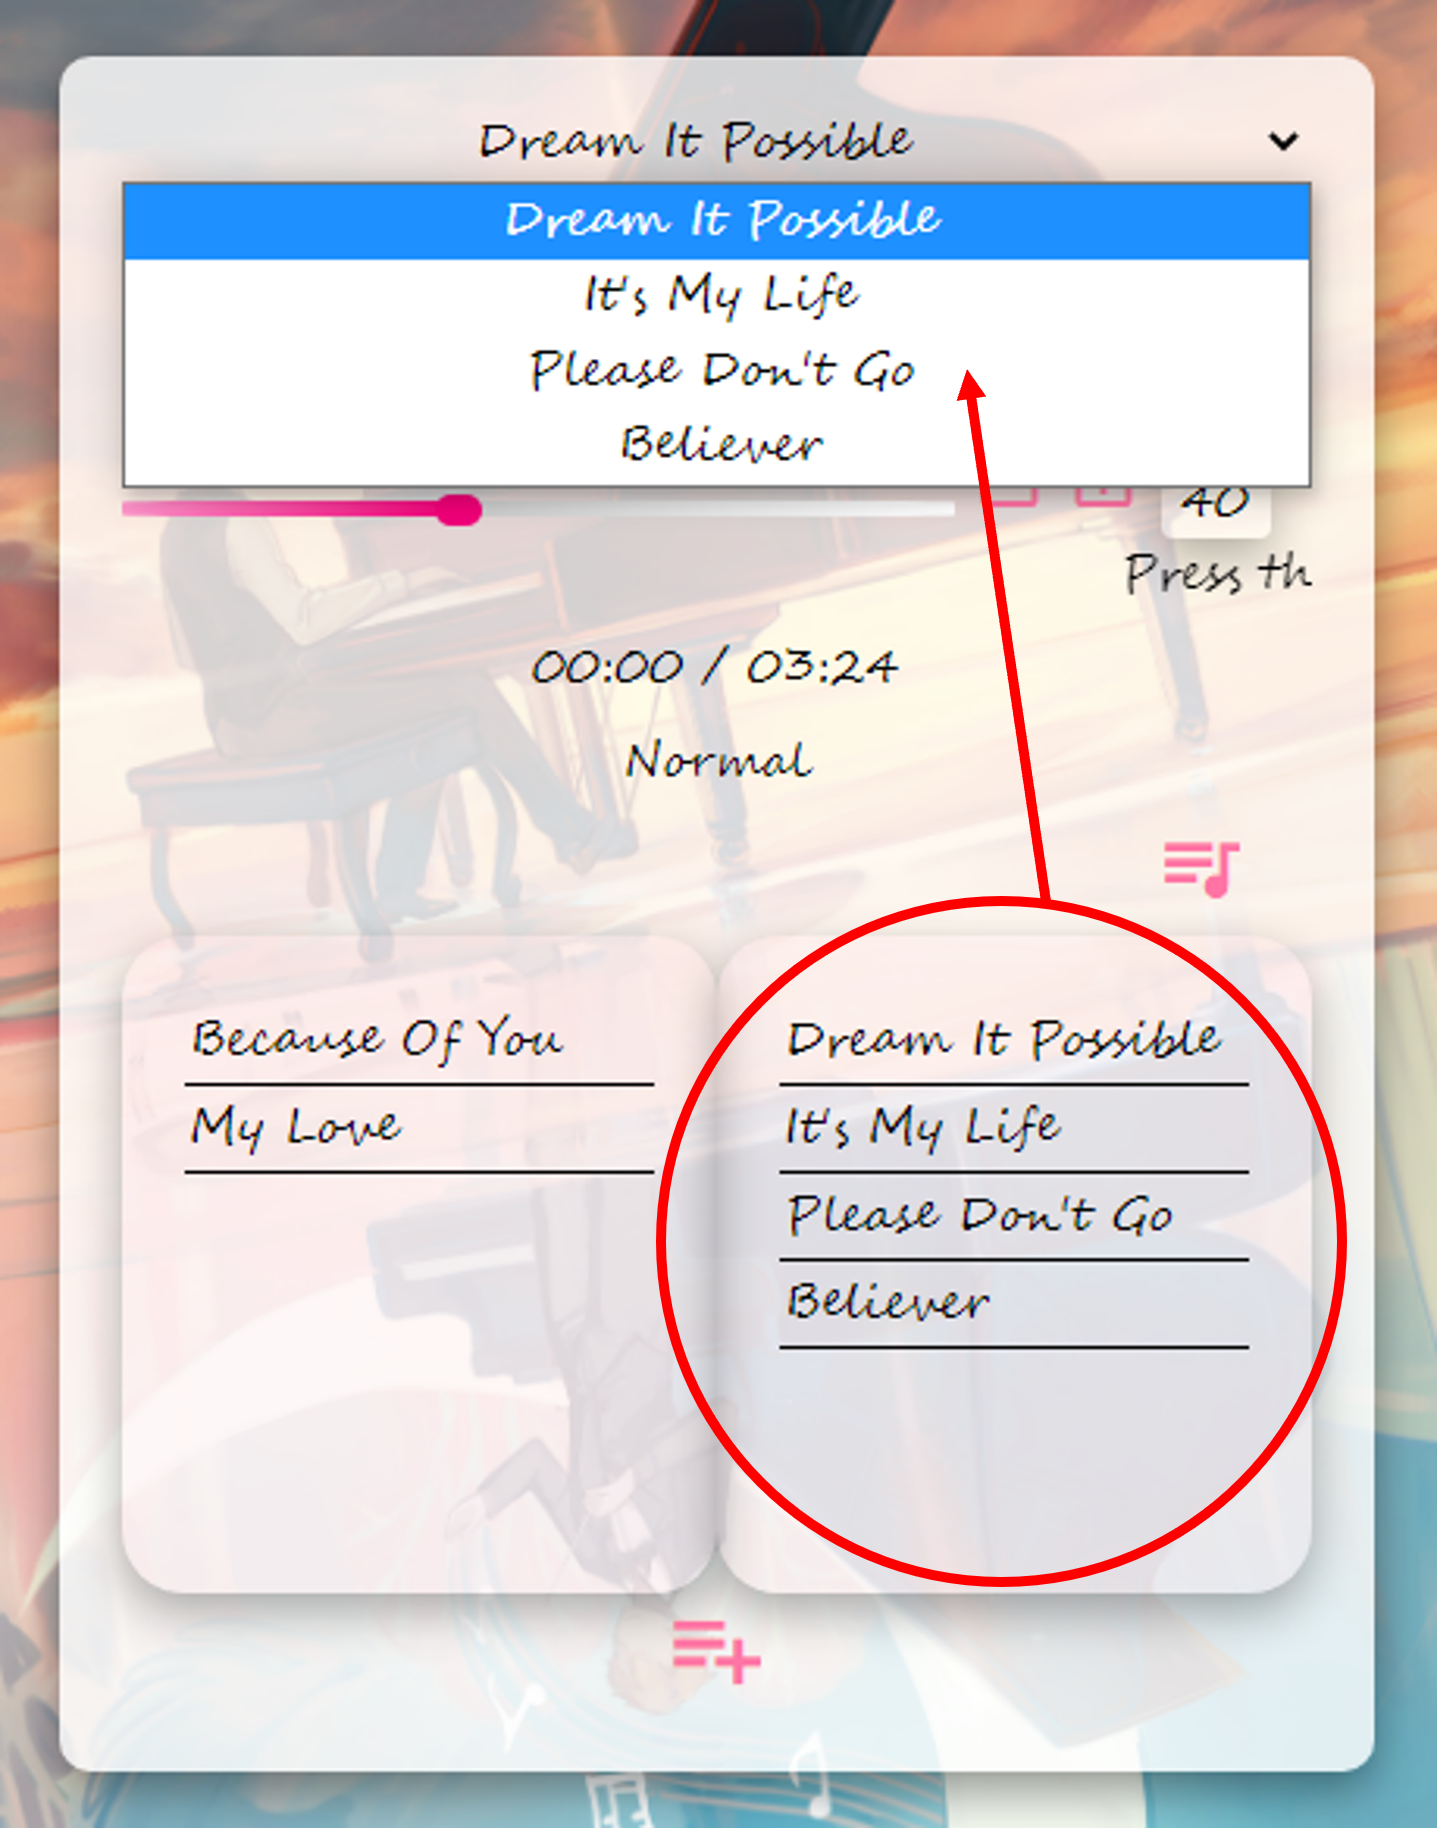 Dream It Possible
Dream It Possible
It's My Life
Please Don't Go
Believer
40
Press th
00:00 / 03:24
Normal
Because Of You
My Love
Dream It Possible
It's My Life
Please Don't Go
Believer